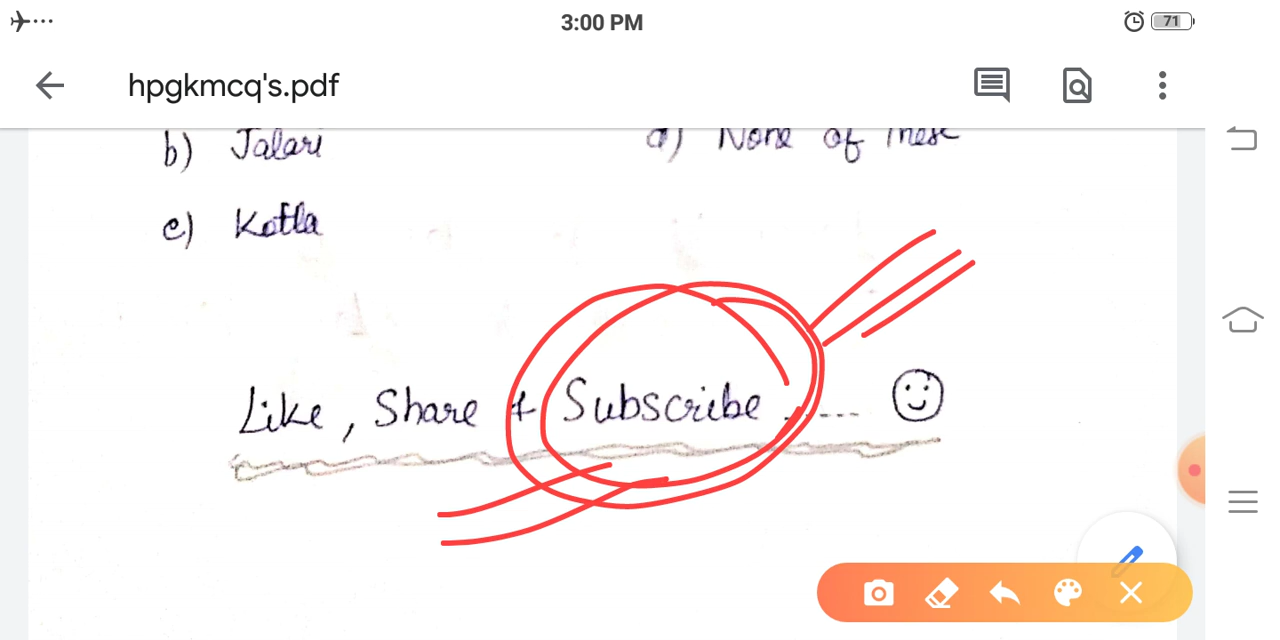 3:00 PM
71
hpgkmcq's.pdf
b) Jalari
d) None of These
c) Kotla
Like, Share & Subscribe ......